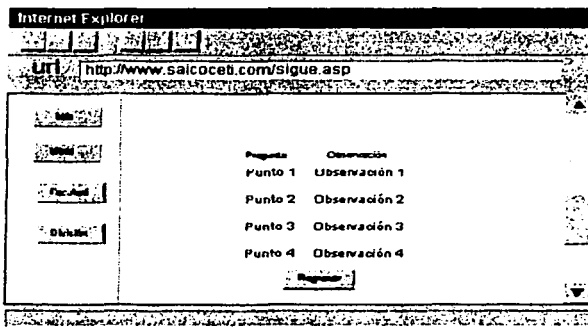 Internet Explorer
url http://www.saicoceti.com/sigue.asp
Pregunta Observación
Punto 1 Observación 1
Punto 2 Observación 2
Punto 3 Observación 3
Punto 4 Observación 4
División
Regresar